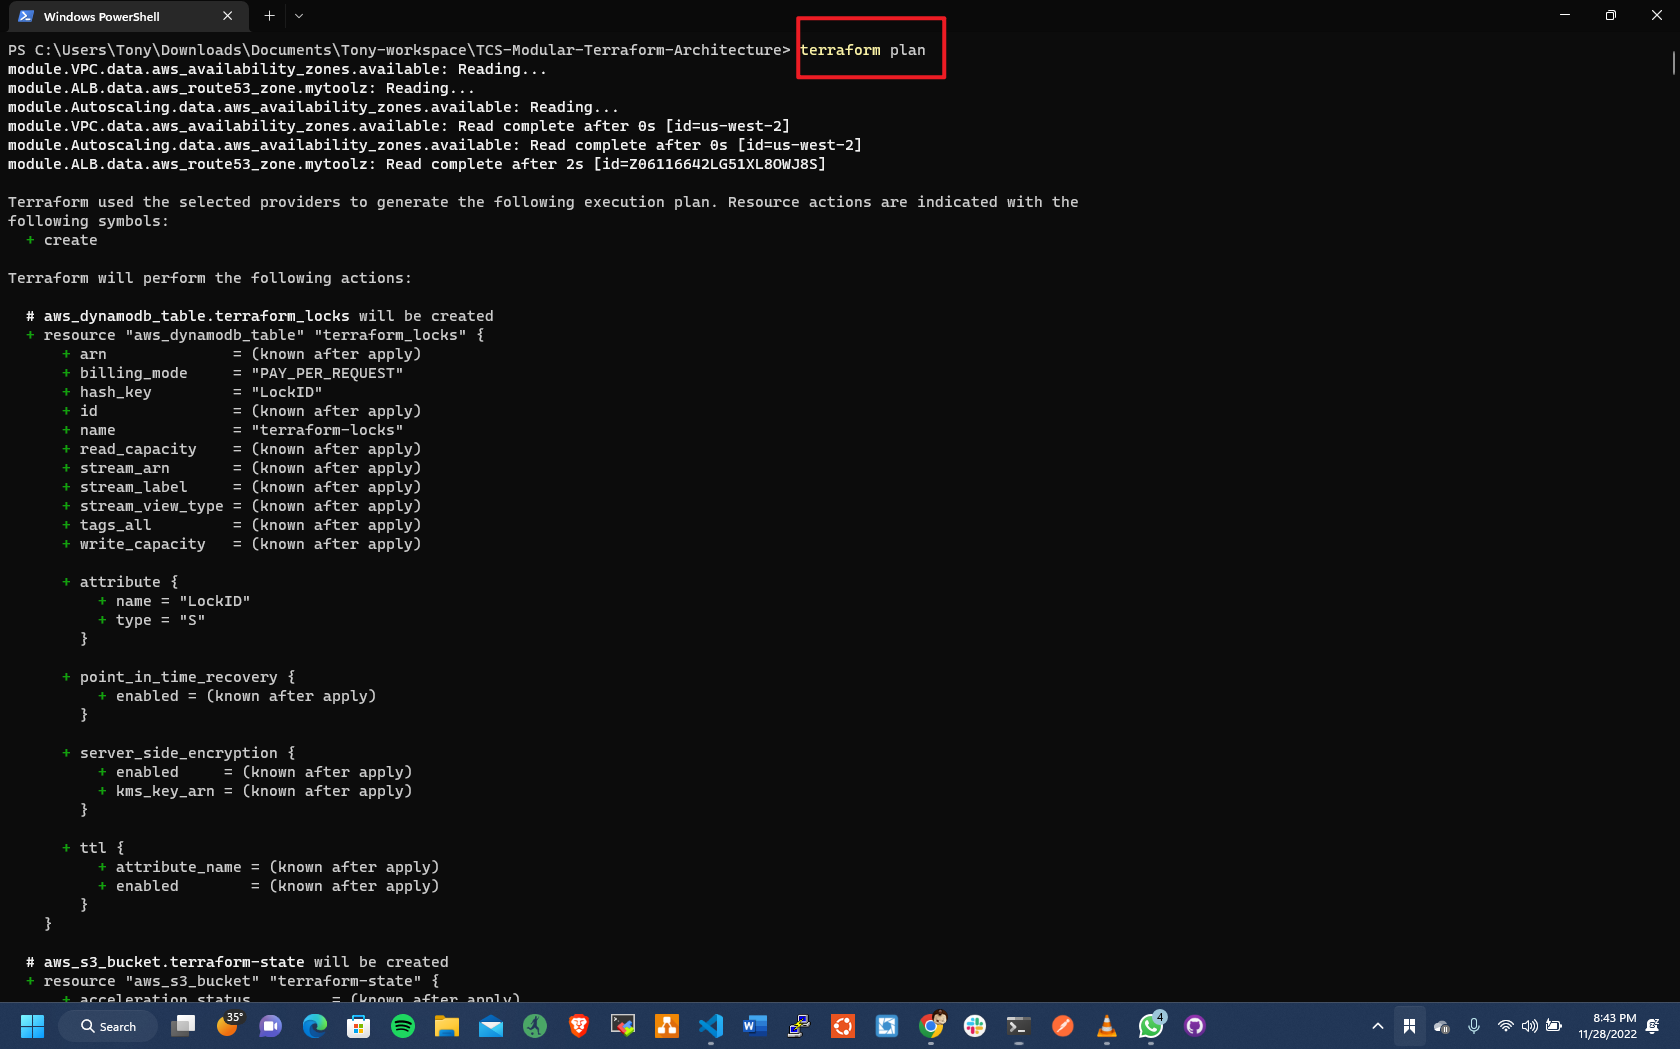 Windows PowerShell
PS C:\Users\Tony\Downloads\Documents\Tony-workspace\TCS-Modular-Terraform-Architecture> terraform plan
module.VPC.data.aws_availability_zones.available: Reading...
module.ALB.data.aws_route53_zone.mytoolz: Reading...
module.Autoscaling.data.aws_availability_zones.available: Reading...
module.VPC.data.aws_availability_zones.available: Read complete after 0s [id=us-west-2]
module.Autoscaling.data.aws_availability_zones.available: Read complete after 0s [id=us-west-2]
module.ALB.data.aws_route53_zone.mytoolz: Read complete after 2s [id=Z06116642LG51XL8OWJ8S]
Terraform used the selected providers to generate the following execution plan. Resource actions are indicated with the
following symbols:
+ create
Terraform will perform the following actions:
# aws_dynamodb_table.terraform_locks will be created
+ resource "aws_dynamodb_table" "terraform_locks" {
+ arn = (known after apply)
+ billing_mode = "PAY_PER_REQUEST"
+ hash_key = "LockID"
+ id = (known after apply)
+ name = "terraform-locks"
+ read_capacity = (known after apply)
+ stream_arn = (known after apply)
+ stream_label = (known after apply)
+ stream_view_type = (known after apply)
+ tags_all = (known after apply)
+ write_capacity = (known after apply)
+ attribute {
+ name = "LockID"
+ type = "S"
}
+ point_in_time_recovery {
+ enabled = (known after apply)
}
+ server_side_encryption {
+ enabled = (known after apply)
+ kms_key_arn = (known after apply)
}
+ ttl {
+ attribute_name = (known after apply)
+ enabled = (known after apply)
}
}
# aws_s3_bucket.terraform-state will be created
+ resource "aws_s3_bucket" "terraform-state" {
+ acceleration_status = (known after apply)
Search
35°
4
8:43 PM
11/28/2022